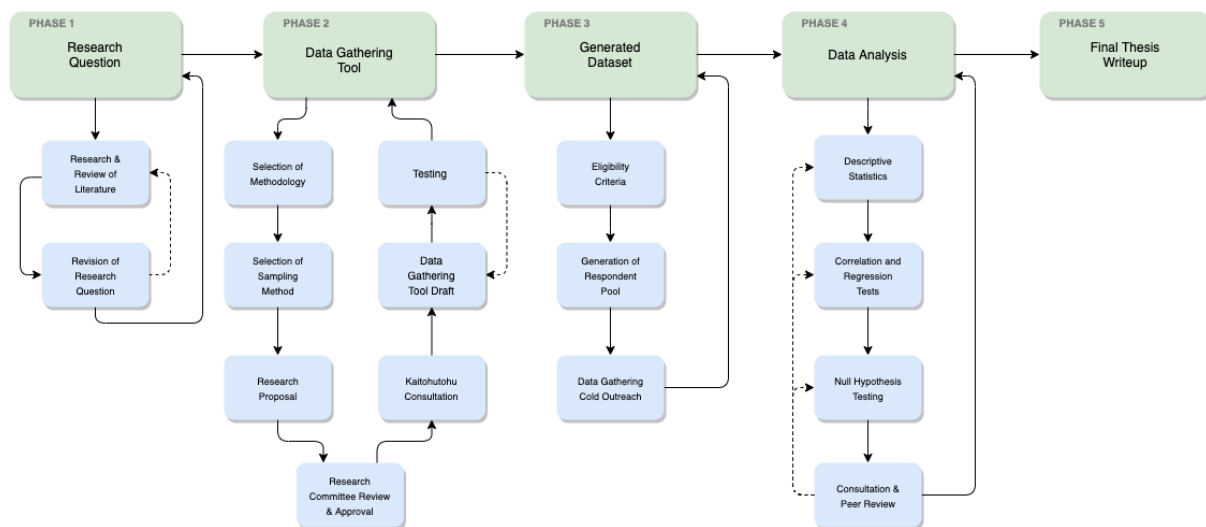 PHASE 1
Research
Question
PHASE 2
Data Gathering
Tool
PHASE 3
Generated
Dataset
PHASE 4
Data Analysis
PHASE 5
Final Thesis
Writeup
Research &
Review of
Literature
Revision of
Research
Question
Selection of
Methodology
Selection of
Sampling
Method
Research
Proposal
Research
Committee Review
& Approval
Kaitohutohu
Consultation
Data
Gathering
Tool Draft
Testing
Eligibility
Criteria
Generation of
Respondent
Pool
Data Gathering
Cold Outreach
Descriptive
Statistics
Correlation and
Regression
Tests
Null Hypothesis
Testing
Consultation &
Peer Review